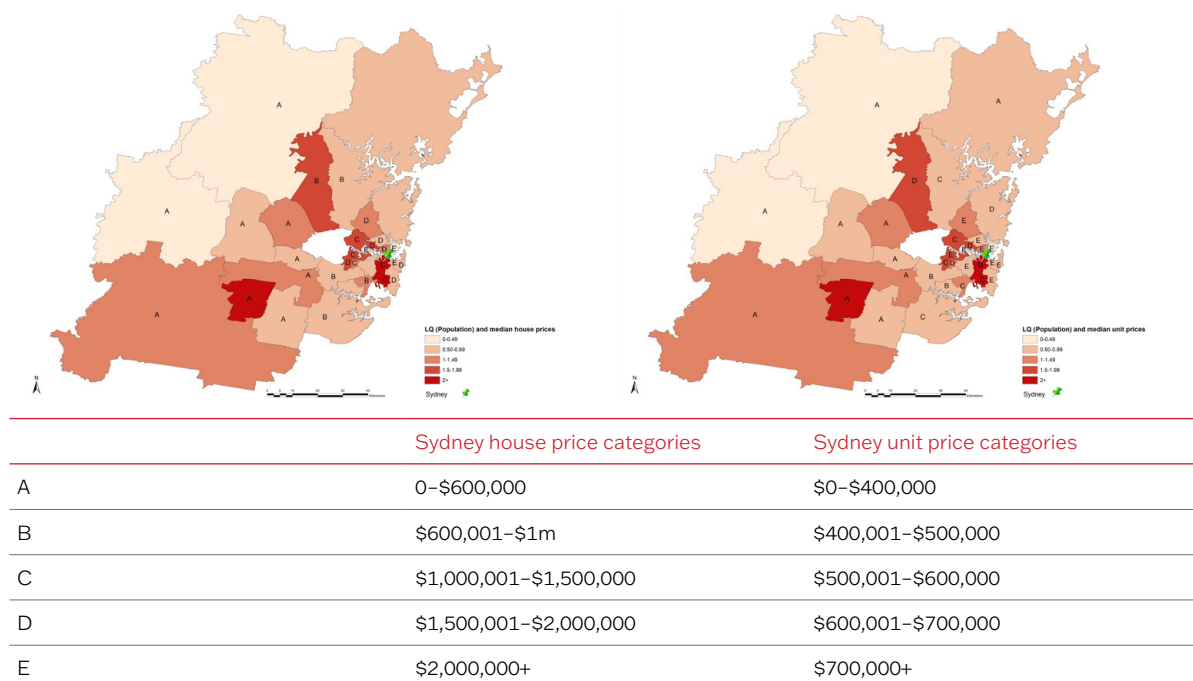 A
A
B
B
A
A
D
A
A
A
B
A
A
B
B
LQ (Population) and median house prices
0-0.49
0.50-0.99
1-1.49
1.5-1.99
2+
Sydney
N
Kilometres
A
A
D
C
D
A
A
A
E
A
A
B
B
A
A
C
C
LQ (Population) and median unit prices
0-0.49
0.50-0.99
1-1.49
1.5-1.99
2+
Sydney
N
Kilometres
Sydney house price categories Sydney unit price categories
A 0–$600,000 $0–$400,000
B $600,001–$1m $400,001–$500,000
C $1,000,001–$1,500,000 $500,001–$600,000
D $1,500,001–$2,000,000 $600,001–$700,000
E $2,000,000+ $700,000+